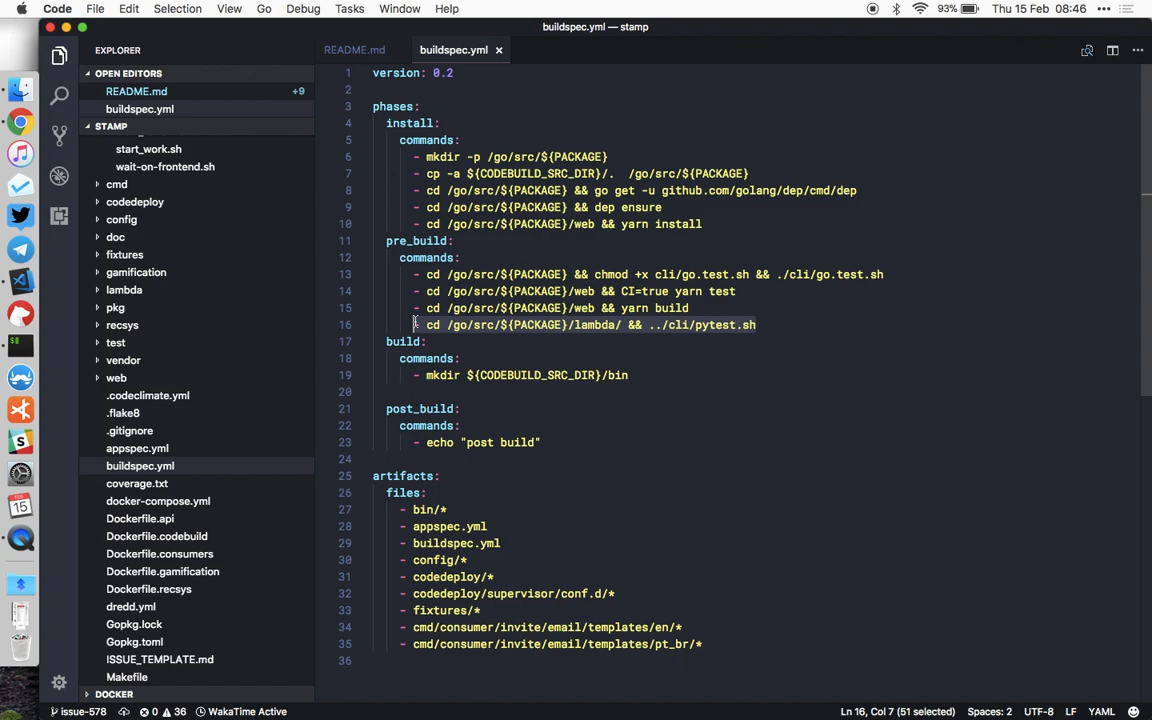 Code File Edit Selection View Go Debug Tasks Window Help 93% Thu 15 Feb 08:46
buildspec.yml — stamp
EXPLORER
OPEN EDITORS
README.md +9
buildspec.yml
STAMP
start_work.sh
wait-on-frontend.sh
cmd
codedeploy
config
doc
fixtures
gamification
lambda
pkg
recsys
test
vendor
web
.codeclimate.yml
.flake8
.gitignore
appspec.yml
buildspec.yml
coverage.txt
docker-compose.yml
Dockerfile.api
Dockerfile.codebuild
Dockerfile.consumers
Dockerfile.gamification
Dockerfile.recsys
dredd.yml
Gopkg.lock
Gopkg.toml
ISSUE_TEMPLATE.md
Makefile
DOCKER
README.md buildspec.yml
1 version: 0.2
2
3 phases:
4 install:
5 commands:
6 - mkdir -p /go/src/${PACKAGE}
7 - cp -a ${CODEBUILD_SRC_DIR}/. /go/src/${PACKAGE}
8 - cd /go/src/${PACKAGE} && go get -u github.com/golang/dep/cmd/dep
9 - cd /go/src/${PACKAGE} && dep ensure
10 - cd /go/src/${PACKAGE}/web && yarn install
11 pre_build:
12 commands:
13 - cd /go/src/${PACKAGE} && chmod +x cli/go.test.sh && ./cli/go.test.sh
14 - cd /go/src/${PACKAGE}/web && CI=true yarn test
15 - cd /go/src/${PACKAGE}/web && yarn build
16 - cd /go/src/${PACKAGE}/lambda/ && ../cli/pytest.sh
17 build:
18 commands:
19 - mkdir ${CODEBUILD_SRC_DIR}/bin
20
21 post_build:
22 commands:
23 - echo "post build"
24
25 artifacts:
26 files:
27 - bin/*
28 - appspec.yml
29 - buildspec.yml
30 - config/*
31 - codedeploy/*
32 - codedeploy/supervisor/conf.d/*
33 - fixtures/*
34 - cmd/consumer/invite/email/templates/en/*
35 - cmd/consumer/invite/email/templates/pt_br/*
36
issue-578 0 36 WakaTime Active Ln 16, Col 7 (51 selected) Spaces: 2 UTF-8 LF YAML